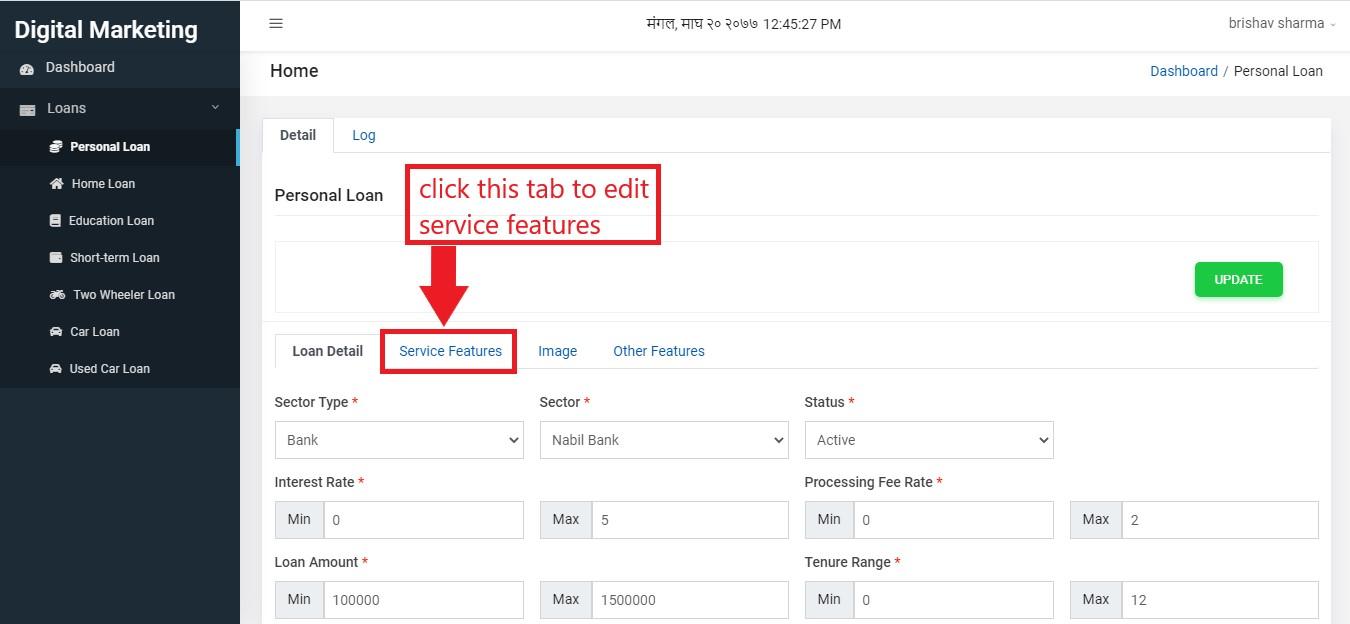 Digital Marketing
मंगल, माघ २० २०७७ 12:45:27 PM
brishav sharma
Dashboard
Loans
Personal Loan
Home Loan
Education Loan
Short-term Loan
Two Wheeler Loan
Car Loan
Used Car Loan
Home
Dashboard / Personal Loan
Detail Log
Personal Loan
click this tab to edit
service features
UPDATE
Loan Detail Service Features Image Other Features
Sector Type * Sector * Status *
Bank Nabil Bank Active
Interest Rate * Processing Fee Rate *
Min 0 Max 5 Min 0 Max 2
Loan Amount * Tenure Range *
Min 100000 Max 1500000 Min 0 Max 12